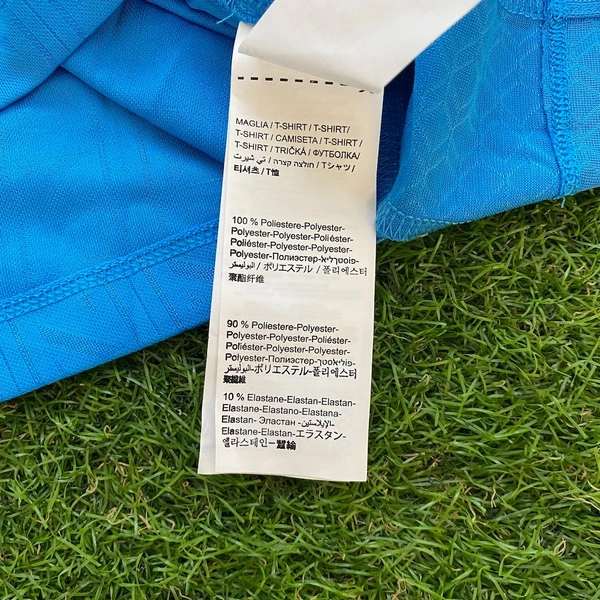 MAGLIA / T-SHIRT / T-SHIRT/
T-SHIRT / CAMISETA / T-SHIRT /
T-SHIRT / TRIČKÁ / ФУТБОЛКА/
تي شيرت / חולצה קצרה / Tシャツ /
티셔츠 / T恤
100 % Poliestere-Polyester-
Polyester-Polyester-Poliéster-
Poliéster-Polyester-Polyester-
Polyester-Полиэстер-פוליאסטר-
البوليستر / ポリエステル / 폴리에스터
聚酯纤维
90 % Poliestere-Polyester-
Polyester-Polyester-Poliéster-
Poliéster-Polyester-Polyester-
Polyester-Полиэстер-פוליאסטר-
البوليستر-ポリエステル-폴리에스터
10 % Elastane-Elastan-Elastan-
Elastane-Elastano-Elastana-
Elastan- Эластан -الإيلاستين-
Elastane-Elastan-エラスタン-
엘라스테인-